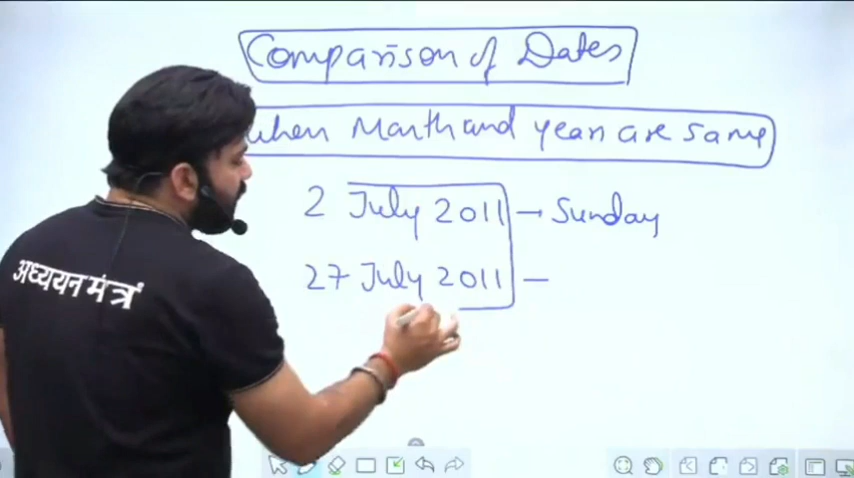 Comparison of Dates
when Month and year are same
2 July 2011 — Sunday
27 July 2011 —
अध्ययन मंत्रा